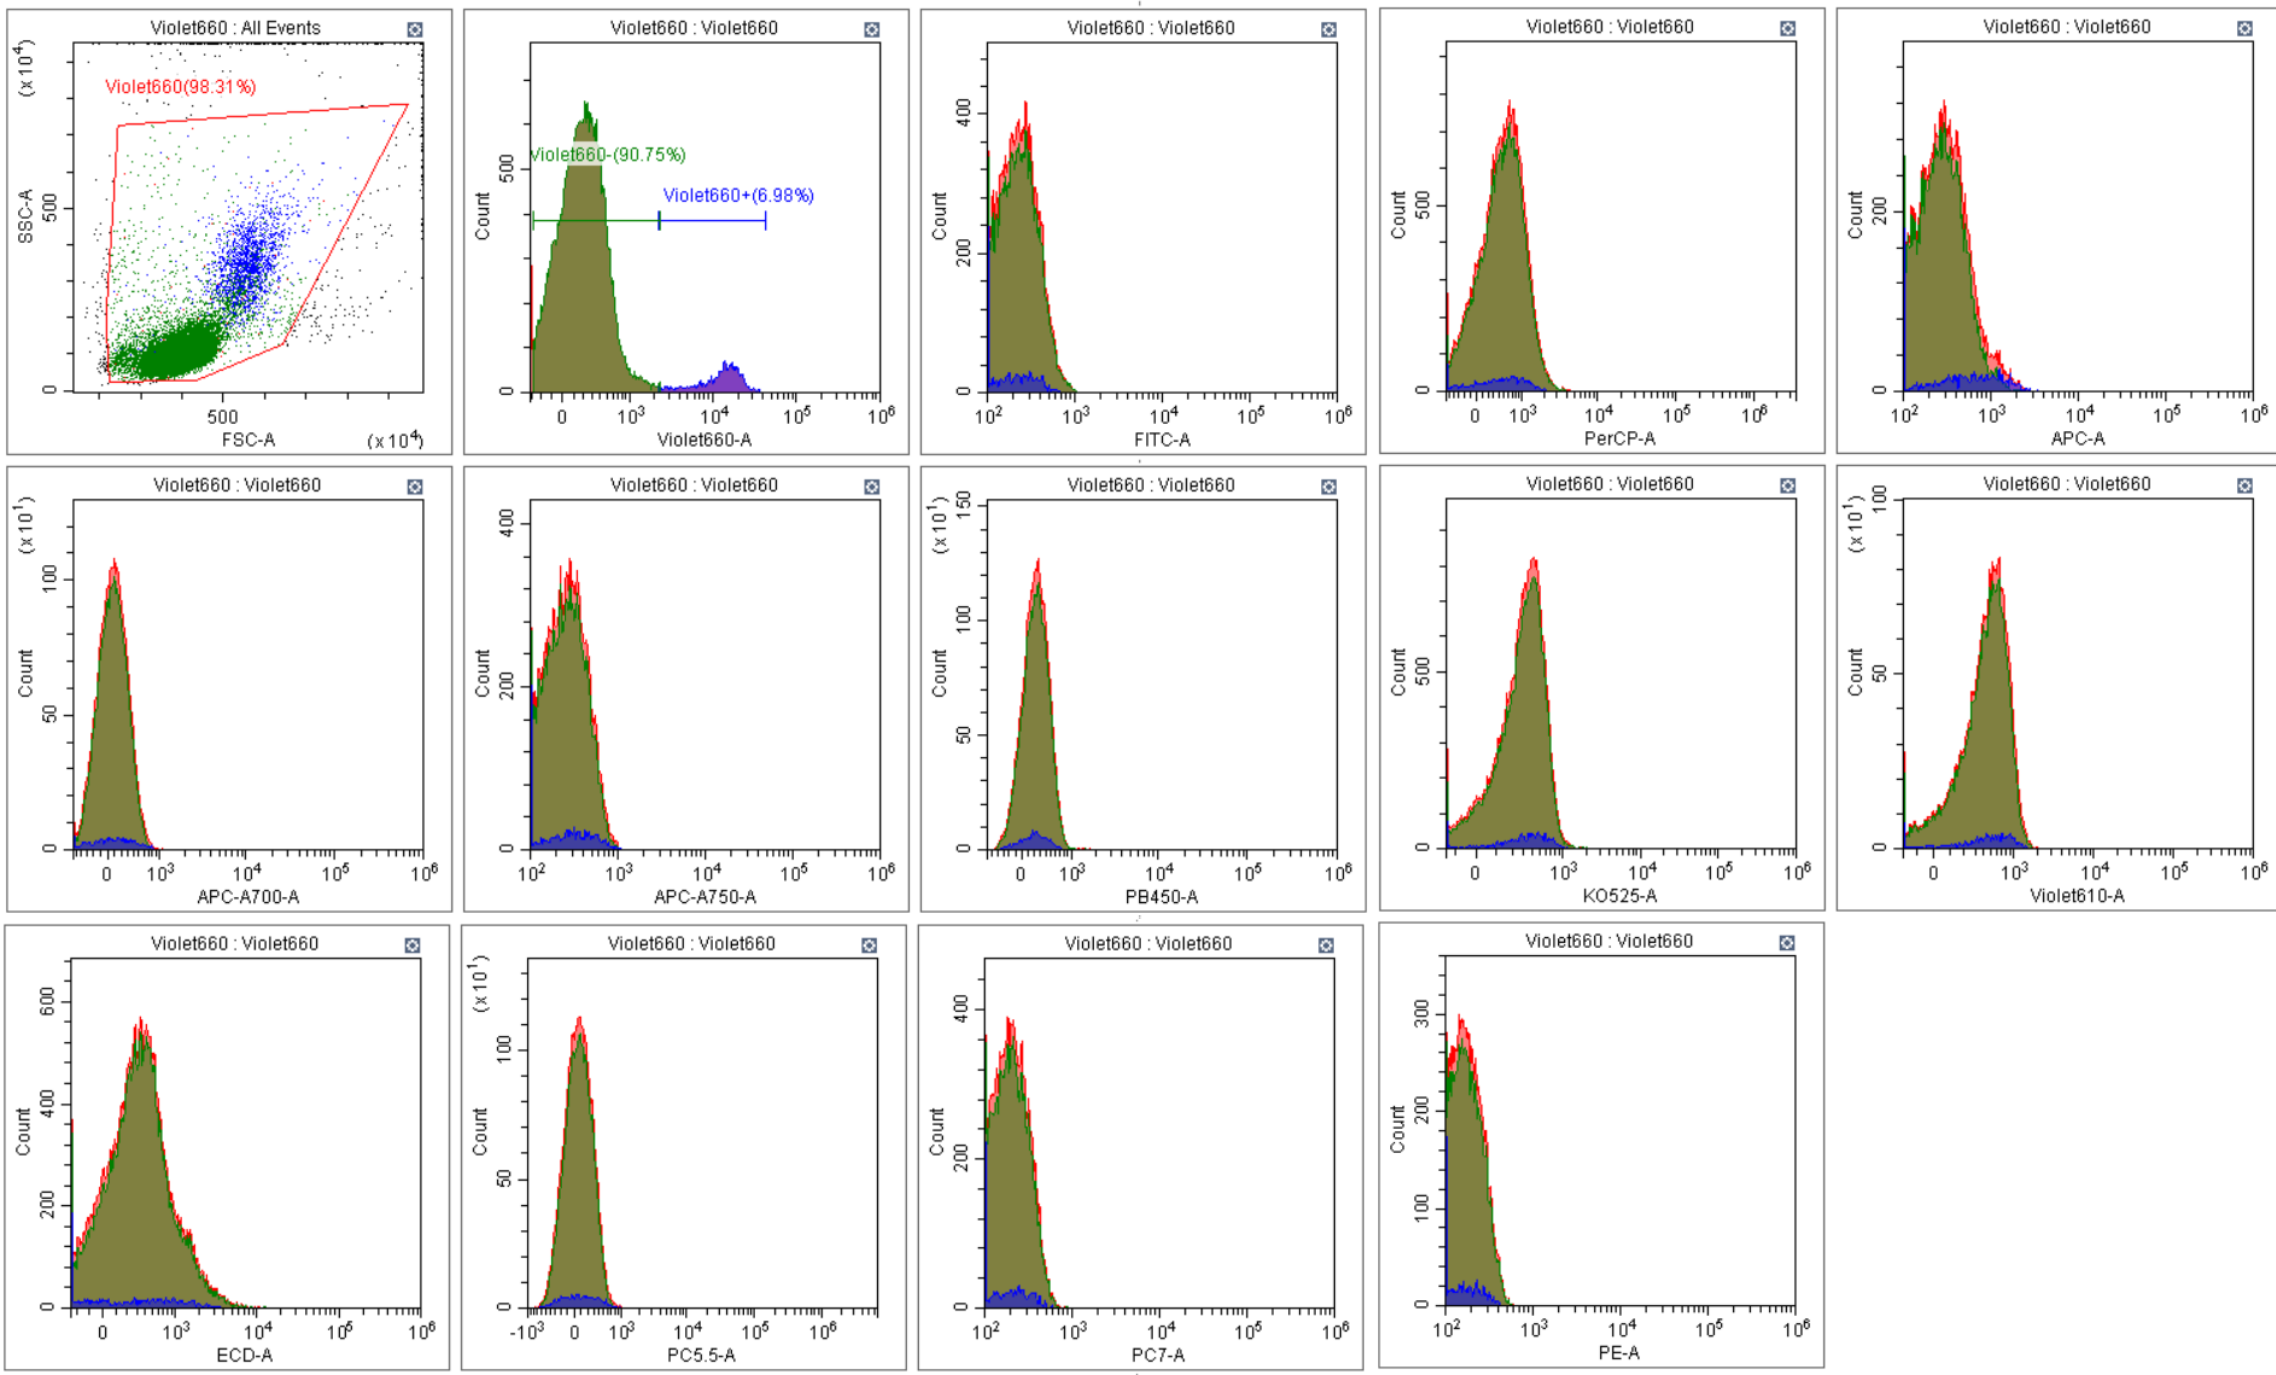 Violet660 : All Events
(x 10⁴)
Violet660(98.31%)
SSC-A
500
0
500
FSC-A
(x 10⁴)
Violet660 : Violet660
Count
500
0
Violet660-(90.75%)
Violet660+(6.98%)
0 10³ 10⁴ 10⁵ 10⁶
Violet660-A
Violet660 : Violet660
Count
400
200
0
10² 10³ 10⁴ 10⁵ 10⁶
FITC-A
Violet660 : Violet660
Count
500
0
0 10³ 10⁴ 10⁵ 10⁶
PerCP-A
Violet660 : Violet660
Count
200
0
10² 10³ 10⁴ 10⁵ 10⁶
APC-A
Violet660 : Violet660
(x 10¹)
Count
100
50
0
0 10³ 10⁴ 10⁵ 10⁶
APC-A700-A
Violet660 : Violet660
Count
400
200
0
10² 10³ 10⁴ 10⁵ 10⁶
APC-A750-A
Violet660 : Violet660
(x 10¹)
Count
150
100
50
0
0 10³ 10⁴ 10⁵ 10⁶
PB450-A
Violet660 : Violet660
Count
500
0
0 10³ 10⁴ 10⁵ 10⁶
KO525-A
Violet660 : Violet660
(x 10¹)
Count
100
50
0
0 10³ 10⁴ 10⁵ 10⁶
Violet610-A
Violet660 : Violet660
Count
600
400
200
0
0 10³ 10⁴ 10⁵ 10⁶
ECD-A
Violet660 : Violet660
(x 10¹)
Count
100
50
0
-10³ 0 10³ 10⁴ 10⁵ 10⁶
PC5.5-A
Violet660 : Violet660
Count
400
200
0
10² 10³ 10⁴ 10⁵ 10⁶
PC7-A
Violet660 : Violet660
Count
300
200
100
0
10² 10³ 10⁴ 10⁵ 10⁶
PE-A